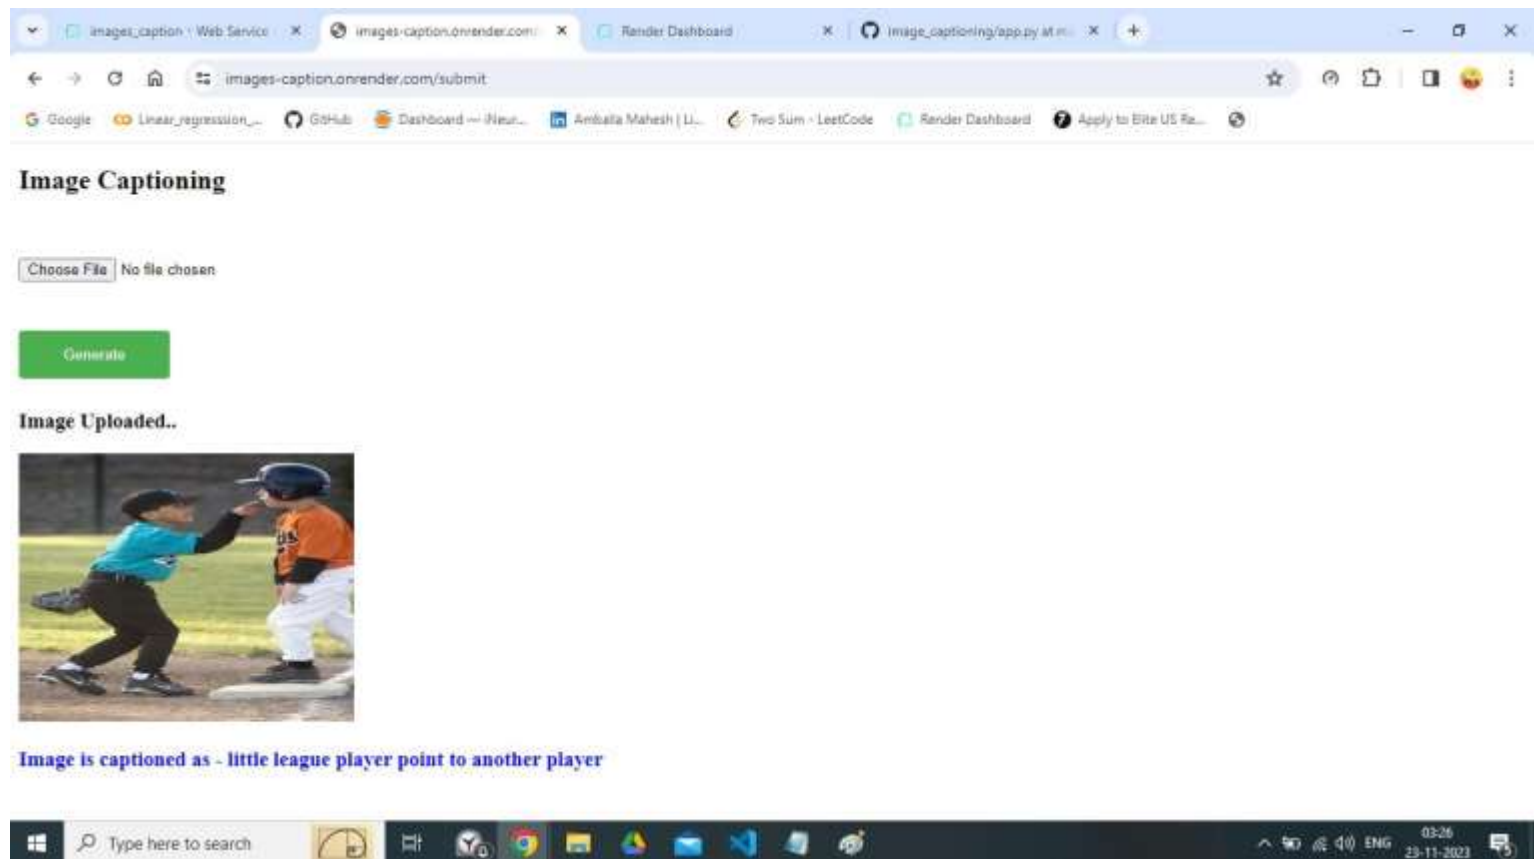 images_caption · Web Service
images-caption.onrender.com/
Render Dashboard
image_captioning/app.py at m
images-caption.onrender.com/submit
Google
Linear_regression_...
GitHub
Dashboard — iNeur...
Amballa Mahesh | Li...
Two Sum - LeetCode
Render Dashboard
Apply to Elite US Re...
Image Captioning
Choose File No file chosen
Generate
Image Uploaded..
Image is captioned as - little league player point to another player
Type here to search
ENG
03:26
23-11-2023